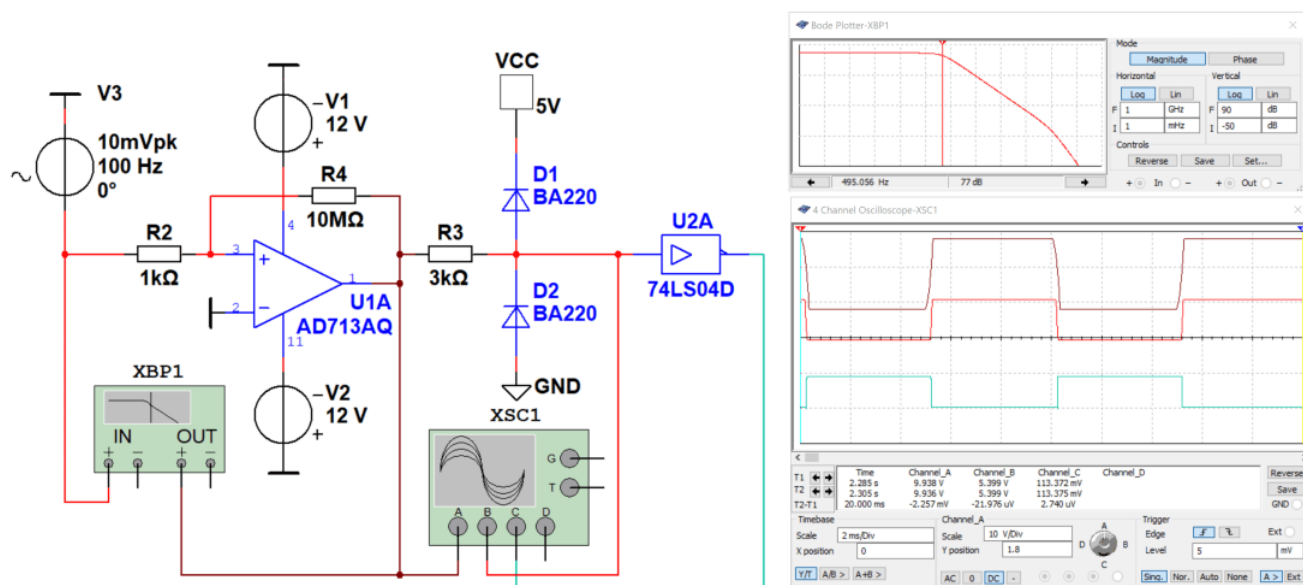 V3
10mVpk
100 Hz
0°
−
V1
12 V
+
4
R4
10MΩ
R2
1kΩ
3
+
2
−
1
U1A
AD713AQ
11
−
V2
12 V
+
VCC
5V
D1
BA220
R3
3kΩ
D2
BA220
GND
U2A
74LS04D
XBP1
IN OUT
+ − + −
XSC1
G
T
A B C D
Bode Plotter-XBP1
Mode
Magnitude Phase
Horizontal Vertical
Log Lin Log Lin
F 1 GHz F 90 dB
I 1 mHz I -50 dB
Controls
Reverse Save Set...
495.056 Hz 77 dB
+ In − + Out −
4 Channel Oscilloscope-XSC1
Time Channel_A Channel_B Channel_C Channel_D
T1 2.285 s 9.938 V 5.399 V 113.372 mV
T2 2.305 s 9.936 V 5.399 V 113.375 mV
T2-T1 20.000 ms -2.257 mV -21.976 uV 2.740 uV
Reverse
Save
GND
Timebase
Scale 2 ms/Div
X position 0
Y/T A/B > A+B >
Channel_A
Scale 10 V/Div
Y position 1.8
AC 0 DC -
A
B
C
D
Trigger
Edge Ext
Level 5 mV
Sing. Nor. Auto None A > Ext